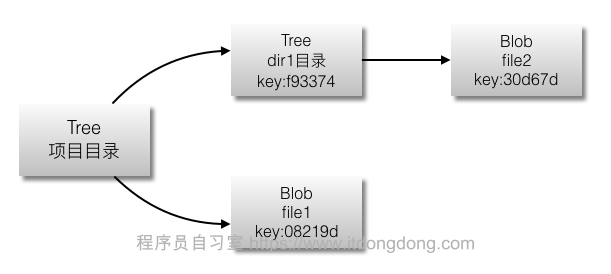 Tree
项目目录
Tree
dir1目录
key:f93374
Blob
file2
key:30d67d
Blob
file1
key:08219d
程序员自习室 https://www.itdongdong.com